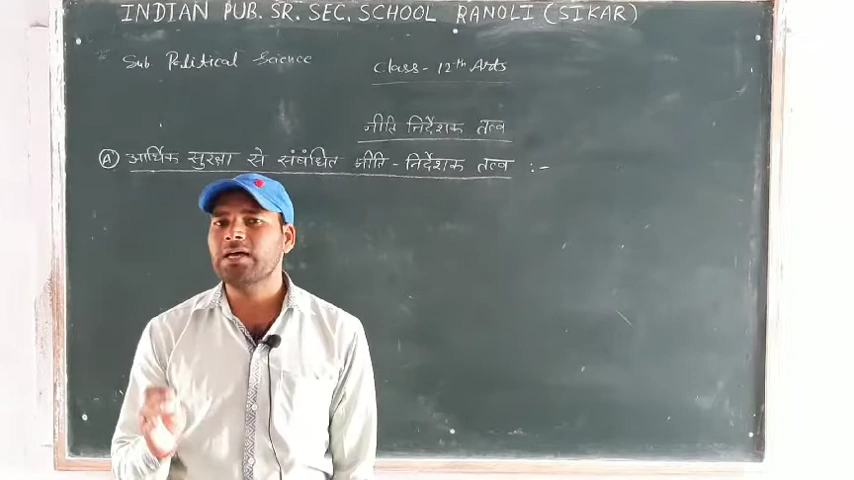 INDIAN PUB. SR. SEC. SCHOOL RANOLI (SIKAR)
Sub Political Science Class - 12th Arts
नीति निर्देशक तत्व
(A) आर्थिक सुरक्षा से संबंधित नीति - निर्देशक तत्व :-